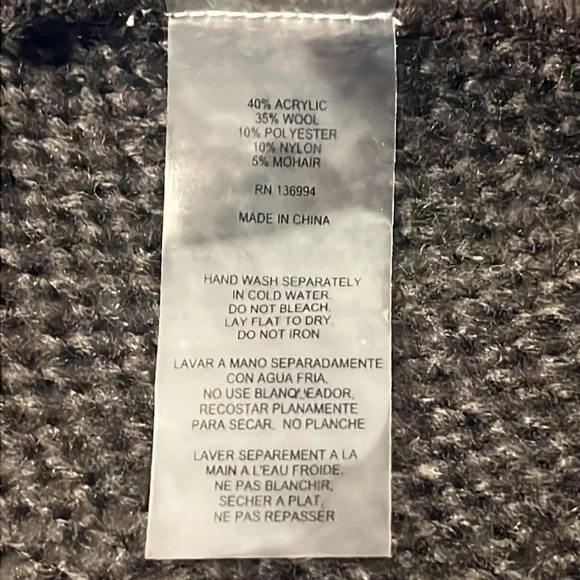 40% ACRYLIC
35% WOOL
10% POLYESTER
10% NYLON
5% MOHAIR
RN 136994
MADE IN CHINA
HAND WASH SEPARATELY
IN COLD WATER,
DO NOT BLEACH,
LAY FLAT TO DRY,
DO NOT IRON
LAVAR A MANO SEPARADAMENTE
CON AGUA FRIA,
NO USE BLANQUEADOR,
RECOSTAR PLANAMENTE
PARA SECAR. NO PLANCHE
LAVER SEPAREMENT A LA
MAIN A L'EAU FROIDE,
NE PAS BLANCHIR,
SECHER A PLAT,
NE PAS REPASSER